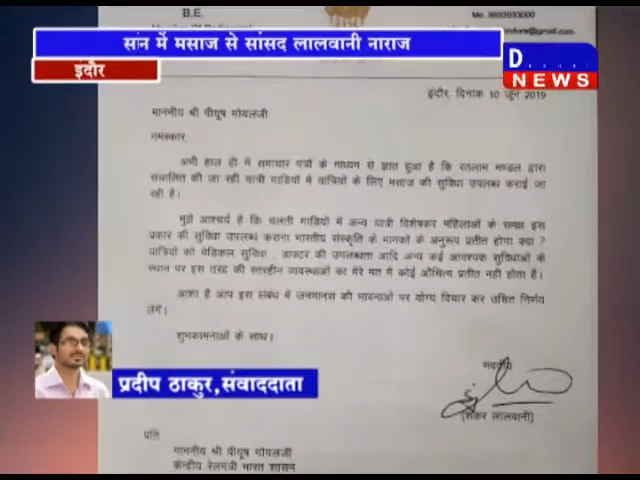 B.E.
सांन में मसाज से सांसद लालवानी नाराज
इंदौर
D
NEWS
इंदौर, दिनांक 10 जून 2019
माननीय श्री पीयूष गोयलजी
नमस्कार,
अभी हाल ही में समाचार पत्रों के माध्यम से ज्ञात हुआ है कि रतलाम मण्डल द्वारा
संचालित की जा रही यात्री गाडियों में यात्रियों के लिए मसाज की सुविधा उपलब्ध कराई जा
रही है।
मुझे आश्चर्य है कि चलती गाडियों में अन्य यात्री विशेषकर महिलाओं के समक्ष इस
प्रकार की सुविधा उपलब्ध कराना भारतीय संस्कृति के मानकों के अनुरूप प्रतीत होगा क्या ?
यात्रियों को मेडिकल सुविधा, डाक्टर की उपलब्धता आदि अन्य कई आवश्यक सुविधाओं के
स्थान पर इस तरह की स्तरहीन व्यवस्थाओं का मेरे मत में कोई औचित्य प्रतीत नहीं होता है।
आशा है आप इस संबंध में जनमानस की भावनाओं पर योग्य विचार कर उचित निर्णय
लेंगे।
शुभकामनाओं के साथ।
भवदीय
(शंकर लालवानी)
प्रदीप ठाकुर,संवाददाता
प्रति
माननीय श्री पीयूष गोयलजी
केन्द्रीय रेलमंत्री भारत शासन